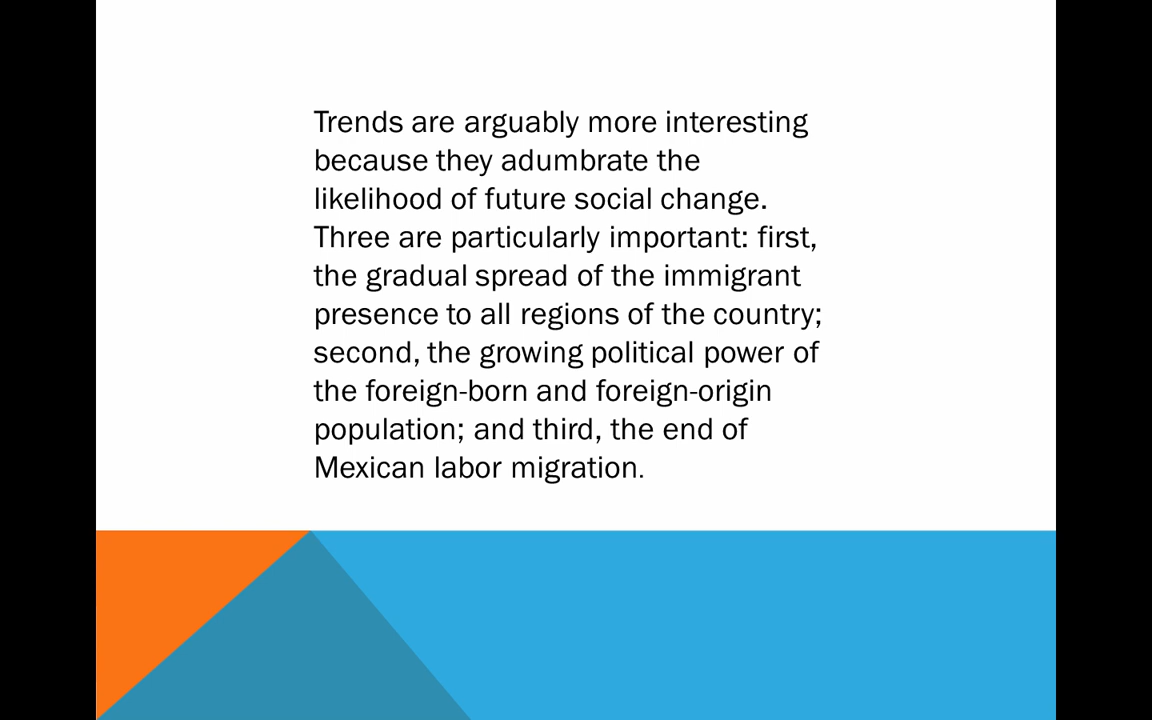 Trends are arguably more interesting
because they adumbrate the
likelihood of future social change.
Three are particularly important: first,
the gradual spread of the immigrant
presence to all regions of the country;
second, the growing political power of
the foreign-born and foreign-origin
population; and third, the end of
Mexican labor migration.